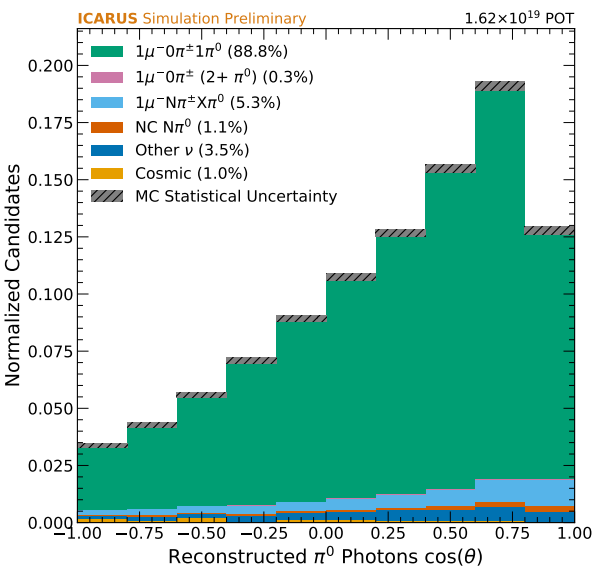 ICARUS Simulation Preliminary 1.62×10¹⁹ POT
1μ⁻0π±1π⁰ (88.8%)
1μ⁻0π± (2+ π⁰) (0.3%)
1μ⁻Nπ±Xπ⁰ (5.3%)
NC Nπ⁰ (1.1%)
Other ν (3.5%)
Cosmic (1.0%)
MC Statistical Uncertainty
Normalized Candidates
0.200
0.175
0.150
0.125
0.100
0.075
0.050
0.025
0.000
−1.00 −0.75 −0.50 −0.25 0.00 0.25 0.50 0.75 1.00
Reconstructed π⁰ Photons cos(θ)